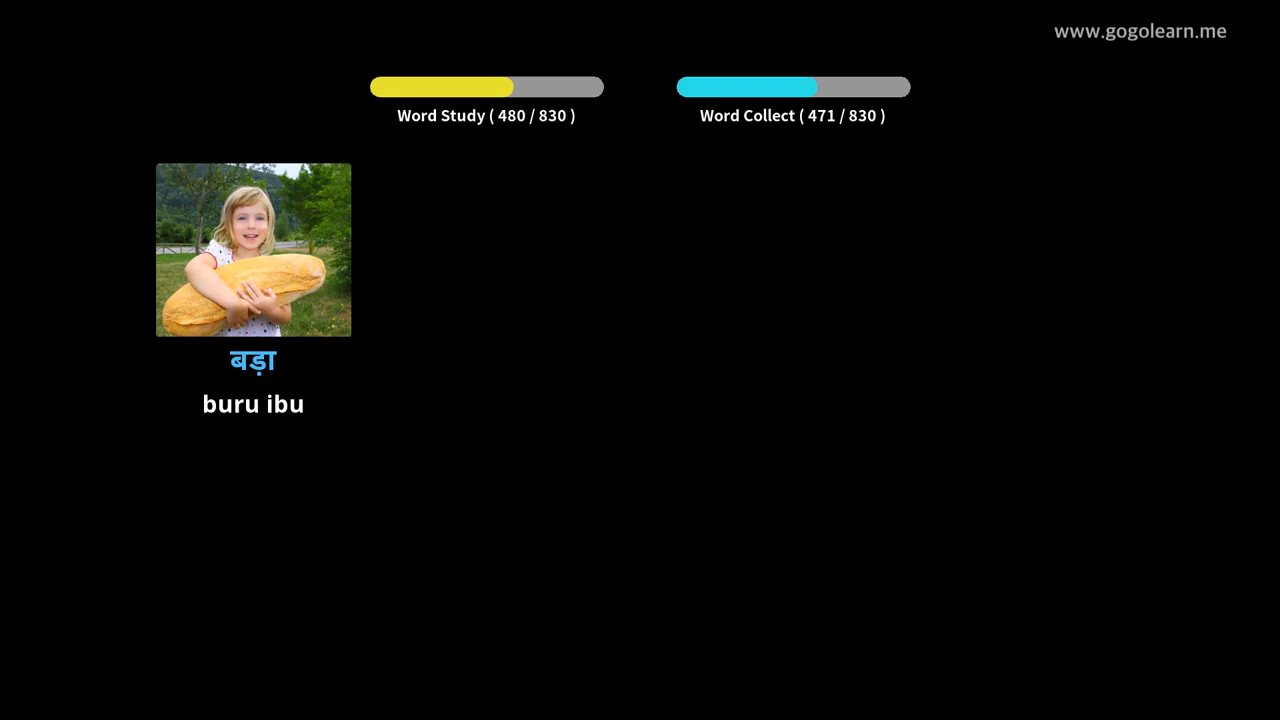 www.gogolearn.me
Word Study ( 480 / 830 )
Word Collect ( 471 / 830 )
बड़ा
buru ibu